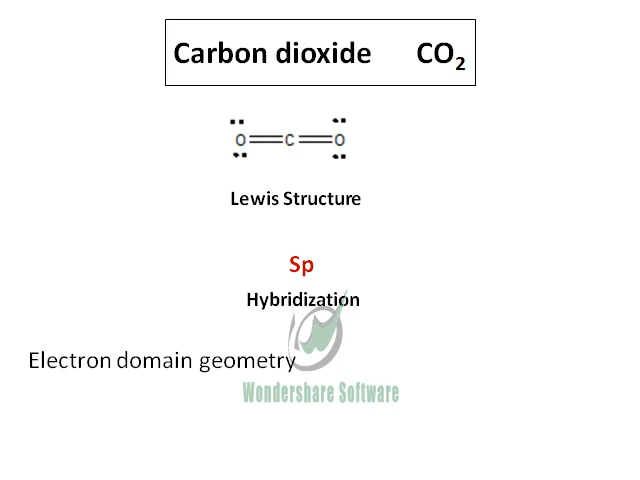 Carbon dioxide CO₂
O=C=O
Lewis Structure
Sp
Hybridization
Electron domain geometry
Wondershare Software